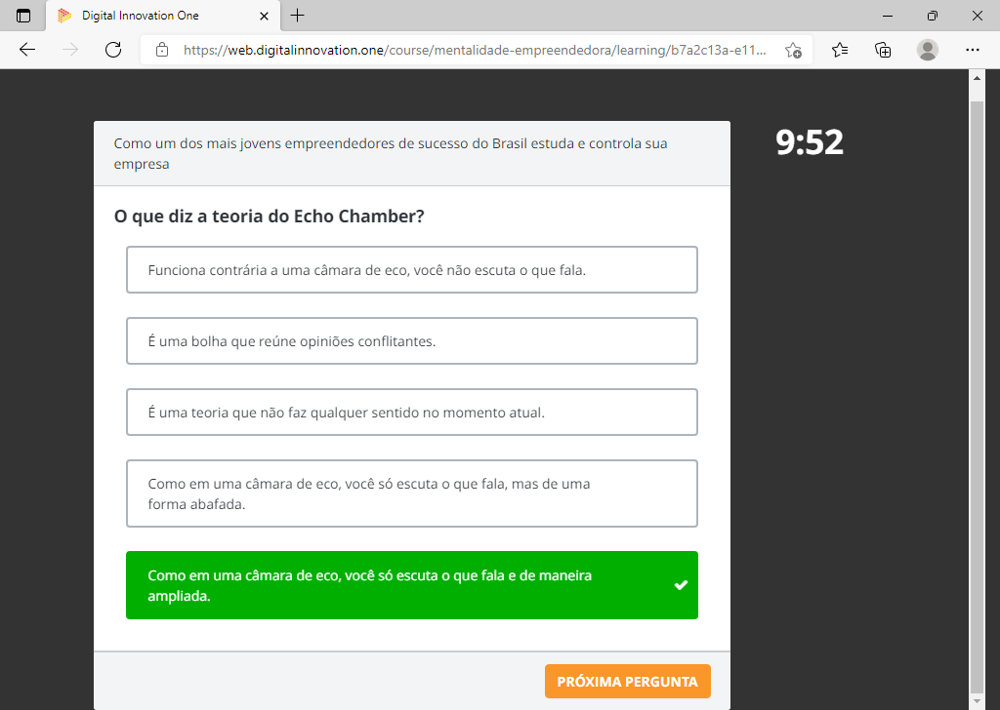 Digital Innovation One
https://web.digitalinnovation.one/course/mentalidade-empreendedora/learning/b7a2c13a-e11...
9:52
Como um dos mais jovens empreendedores de sucesso do Brasil estuda e controla sua
empresa
O que diz a teoria do Echo Chamber?
Funciona contrária a uma câmara de eco, você não escuta o que fala.
É uma bolha que reúne opiniões conflitantes.
É uma teoria que não faz qualquer sentido no momento atual.
Como em uma câmara de eco, você só escuta o que fala, mas de uma
forma abafada.
Como em uma câmara de eco, você só escuta o que fala e de maneira
ampliada.
PRÓXIMA PERGUNTA